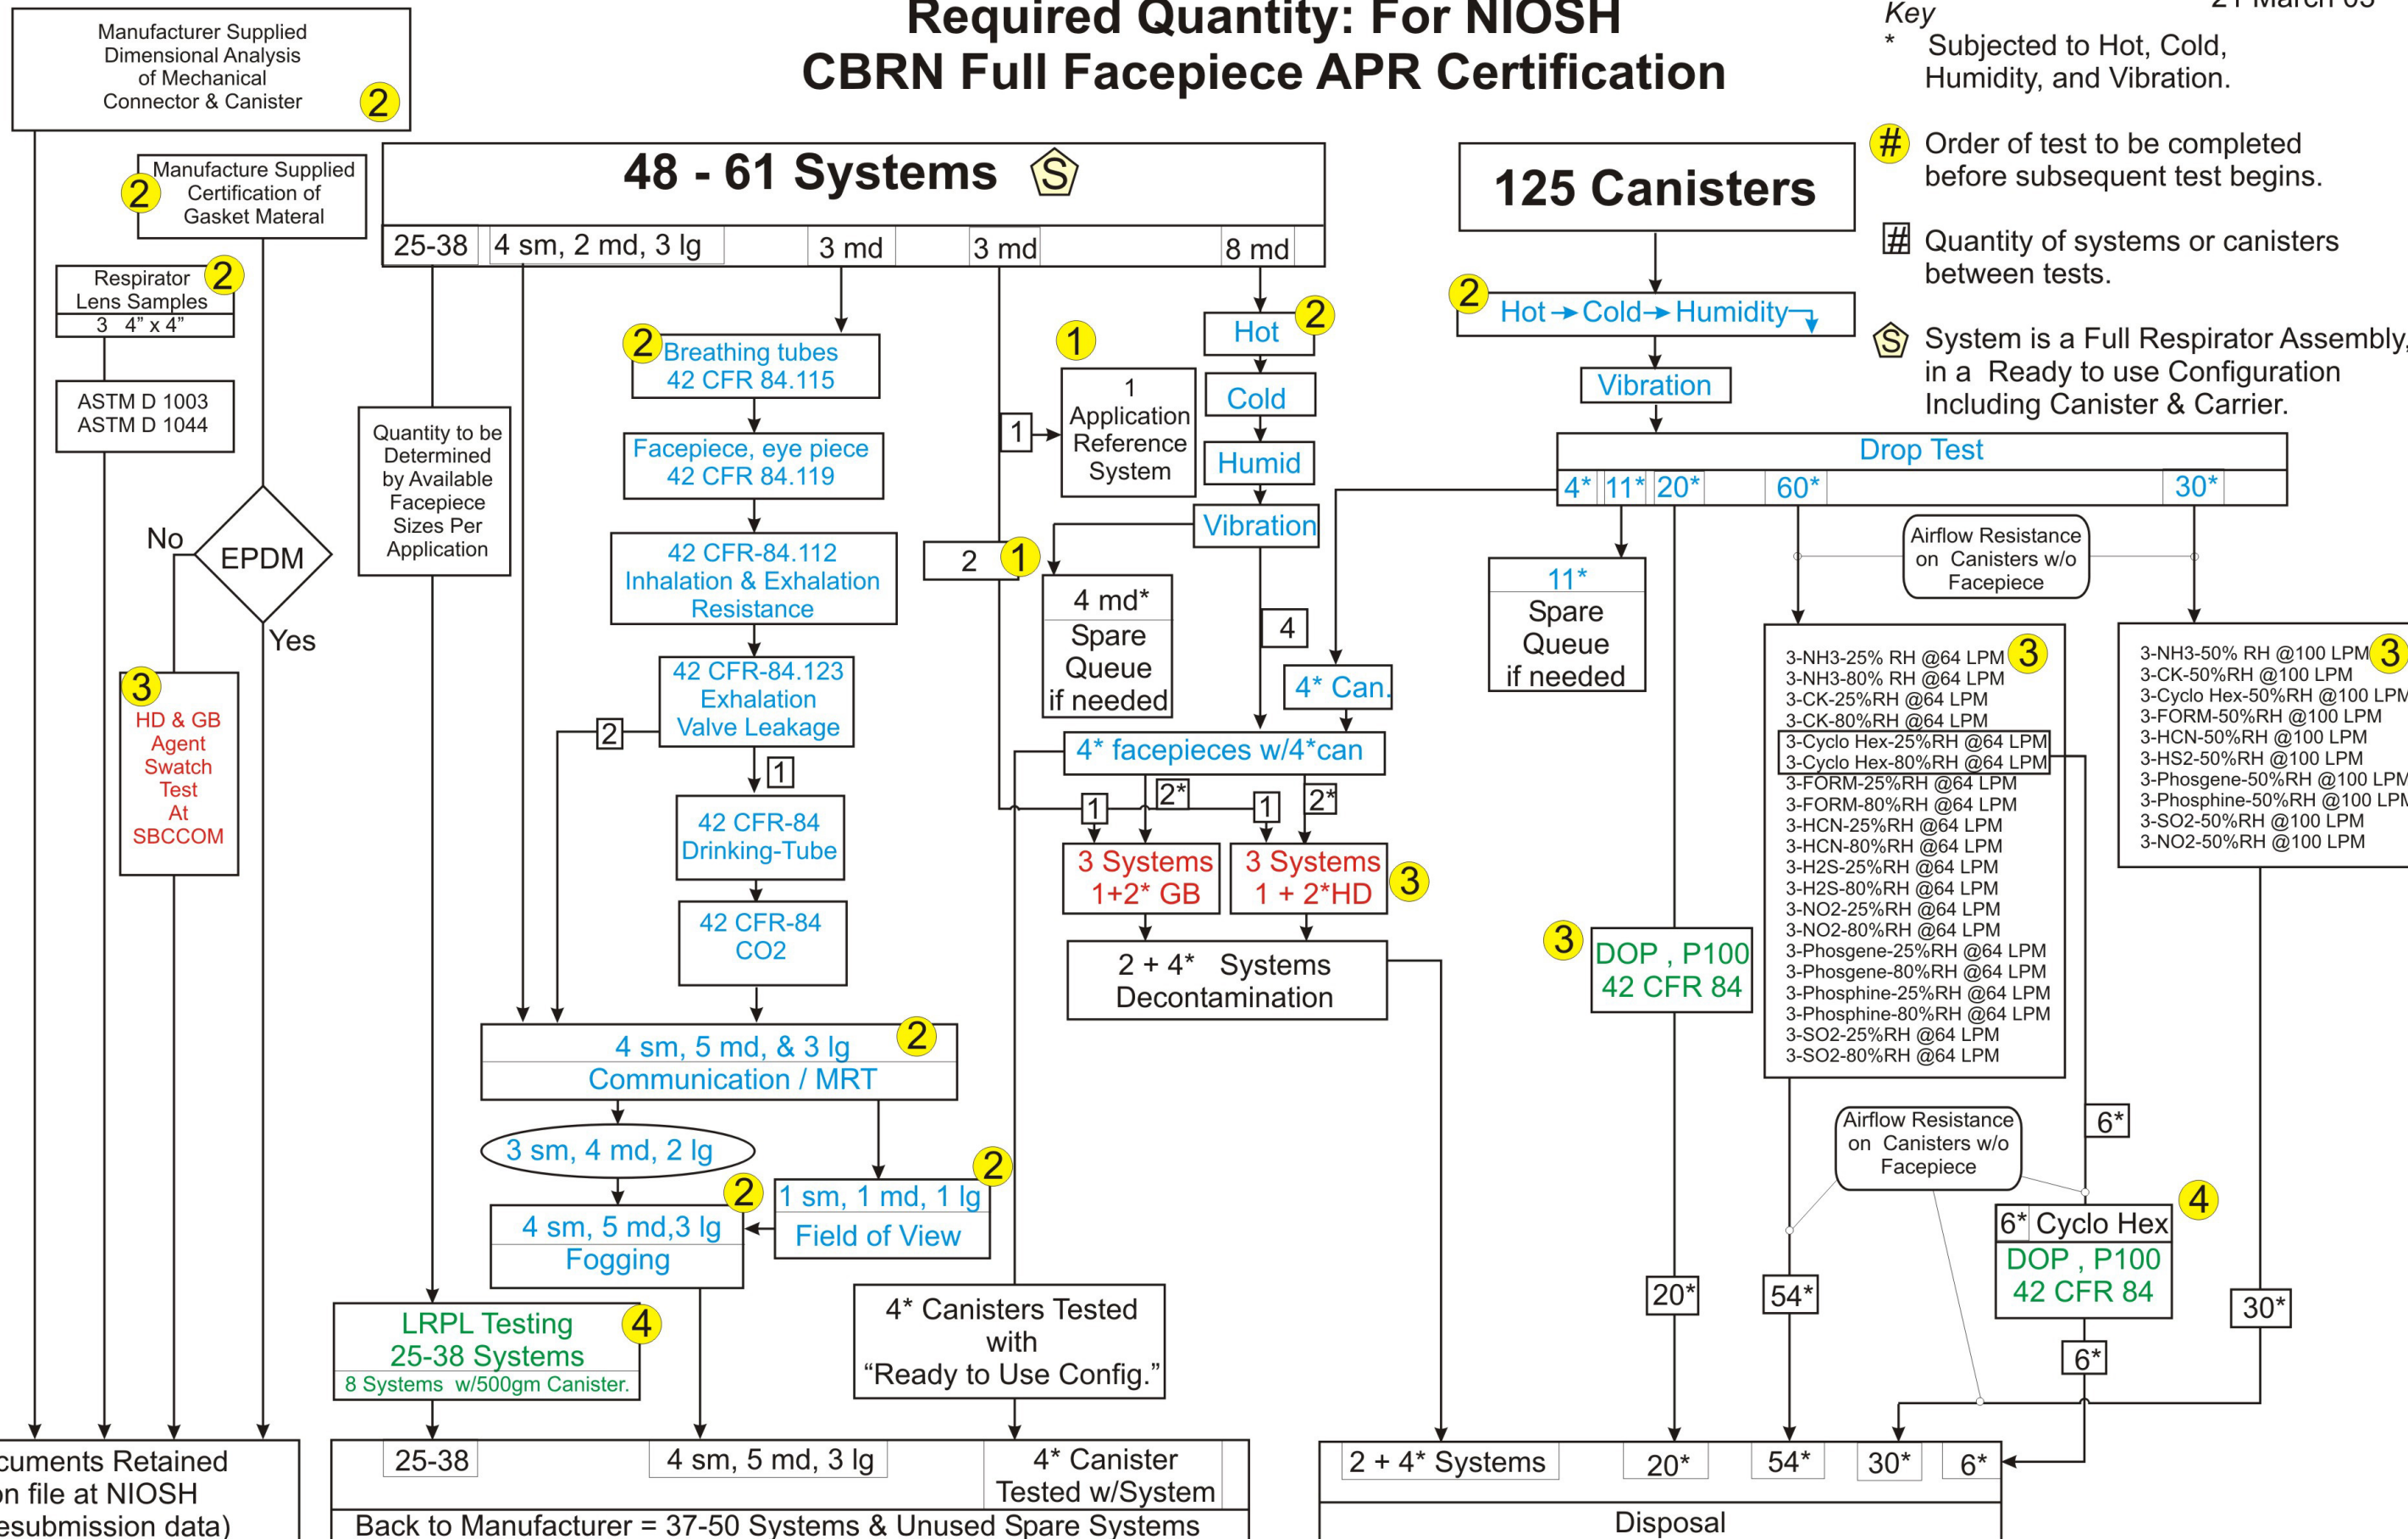 Required Quantity: For NIOSH
CBRN Full Facepiece APR Certification
Key
* Subjected to Hot, Cold,
Humidity, and Vibration.
# Order of test to be completed
before subsequent test begins.
# Quantity of systems or canisters
between tests.
S System is a Full Respirator Assembly,
in a Ready to use Configuration
Including Canister & Carrier.
Manufacturer Supplied
Dimensional Analysis
of Mechanical
Connector & Canister
2
Manufacture Supplied
Certification of
Gasket Materal
2
Respirator
Lens Samples
2
3 4” x 4”
ASTM D 1003
ASTM D 1044
EPDM
No
Yes
3
HD & GB
Agent
Swatch
Test
At
SBCCOM
48 - 61 Systems S
25-38
4 sm, 2 md, 3 lg
3 md
3 md
8 md
Quantity to be
Determined
by Available
Facepiece
Sizes Per
Application
2
Breathing tubes
42 CFR 84.115
Facepiece, eye piece
42 CFR 84.119
42 CFR-84.112
Inhalation & Exhalation
Resistance
42 CFR-84.123
Exhalation
Valve Leakage
2
1
42 CFR-84
Drinking-Tube
42 CFR-84
CO2
4 sm, 5 md, & 3 lg
2
Communication / MRT
3 sm, 4 md, 2 lg
2
1 sm, 1 md, 1 lg
Field of View
2
4 sm, 5 md,3 lg
Fogging
LRPL Testing
25-38 Systems
8 Systems w/500gm Canister.
4
1
1
1
Application
Reference
System
2
1
Hot
2
Cold
Humid
Vibration
4 md*
Spare
Queue
if needed
4
4* Can.
4* facepieces w/4*can
1
2*
1
2*
3 Systems
1+2* GB
3 Systems
1 + 2*HD
3
2 + 4* Systems
Decontamination
4* Canisters Tested
with
“Ready to Use Config.”
125 Canisters
2
Hot Cold Humidity
Vibration
Drop Test
4* 11* 20* 60* 30*
11*
Spare
Queue
if needed
Airflow Resistance
on Canisters w/o
Facepiece
3
DOP , P100
42 CFR 84
3
3-NH3-25% RH @64 LPM
3-NH3-80% RH @64 LPM
3-CK-25%RH @64 LPM
3-CK-80%RH @64 LPM
3-Cyclo Hex-25%RH @64 LPM
3-Cyclo Hex-80%RH @64 LPM
3-FORM-25%RH @64 LPM
3-FORM-80%RH @64 LPM
3-HCN-25%RH @64 LPM
3-HCN-80%RH @64 LPM
3-H2S-25%RH @64 LPM
3-H2S-80%RH @64 LPM
3-NO2-25%RH @64 LPM
3-NO2-80%RH @64 LPM
3-Phosgene-25%RH @64 LPM
3-Phosgene-80%RH @64 LPM
3-Phosphine-25%RH @64 LPM
3-Phosphine-80%RH @64 LPM
3-SO2-25%RH @64 LPM
3-SO2-80%RH @64 LPM
3
3-NH3-50% RH @100 LPM
3-CK-50%RH @100 LPM
3-Cyclo Hex-50%RH @100 LPM
3-FORM-50%RH @100 LPM
3-HCN-50%RH @100 LPM
3-HS2-50%RH @100 LPM
3-Phosgene-50%RH @100 LPM
3-Phosphine-50%RH @100 LPM
3-SO2-50%RH @100 LPM
3-NO2-50%RH @100 LPM
Airflow Resistance
on Canisters w/o
Facepiece
6*
4
6* Cyclo Hex
DOP , P100
42 CFR 84
20*
54*
30*
6*
Retained
file at NIOSH
data)
25-38
4 sm, 5 md, 3 lg
4* Canister
Tested w/System
Back to Manufacturer = 37-50 Systems & Unused Spare Systems
2 + 4* Systems
20*
54*
30*
6*
Disposal